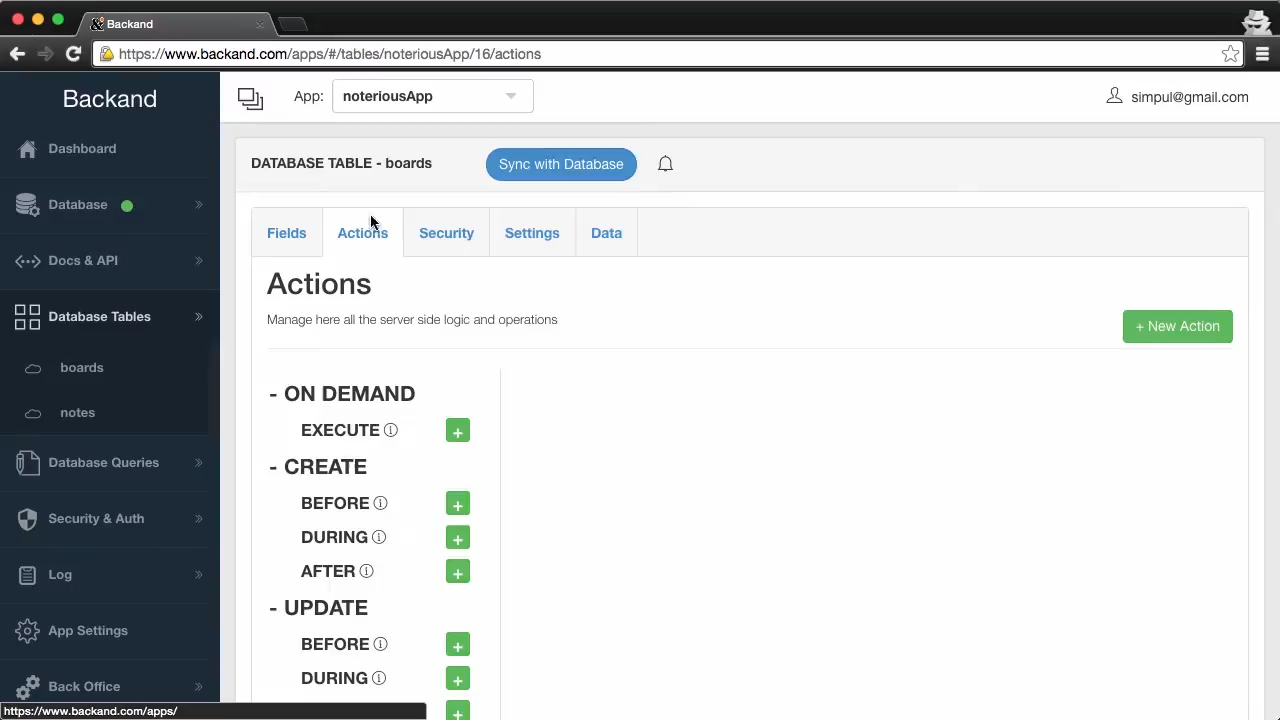 Backand
https://www.backand.com/apps/#/tables/noteriousApp/16/actions
Backand
App: noteriousApp
simpul@gmail.com
Dashboard
Database
Docs & API
Database Tables
boards
notes
Database Queries
Security & Auth
Log
App Settings
Back Office
DATABASE TABLE - boards
Sync with Database
Fields Actions Security Settings Data
Actions
Manage here all the server side logic and operations
+ New Action
- ON DEMAND
EXECUTE
- CREATE
BEFORE
DURING
AFTER
- UPDATE
BEFORE
DURING
https://www.backand.com/apps/